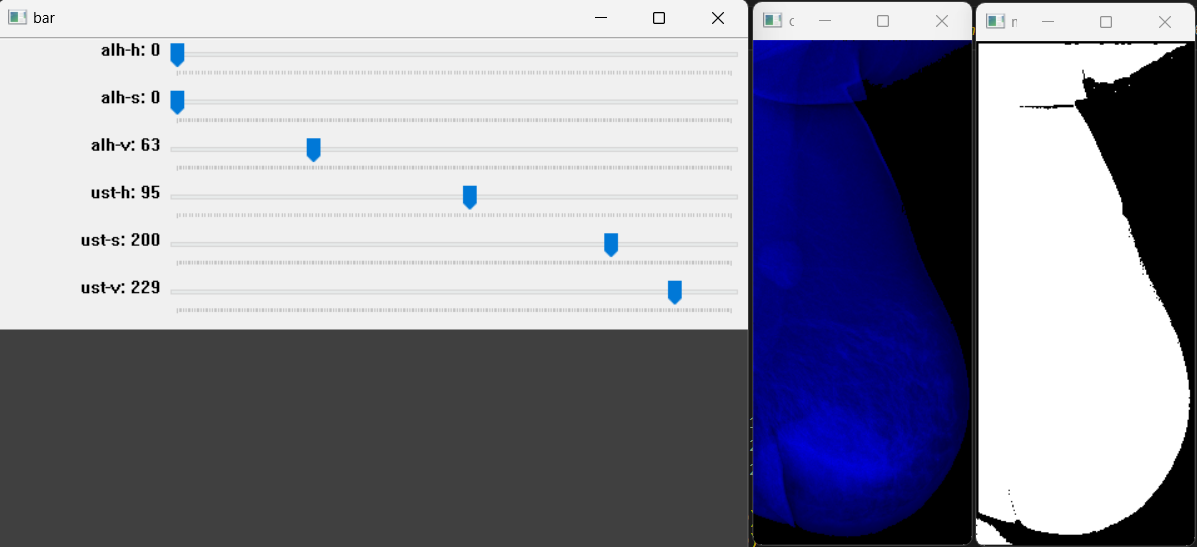 bar
alh-h: 0
alh-s: 0
alh-v: 63
ust-h: 95
ust-s: 200
ust-v: 229